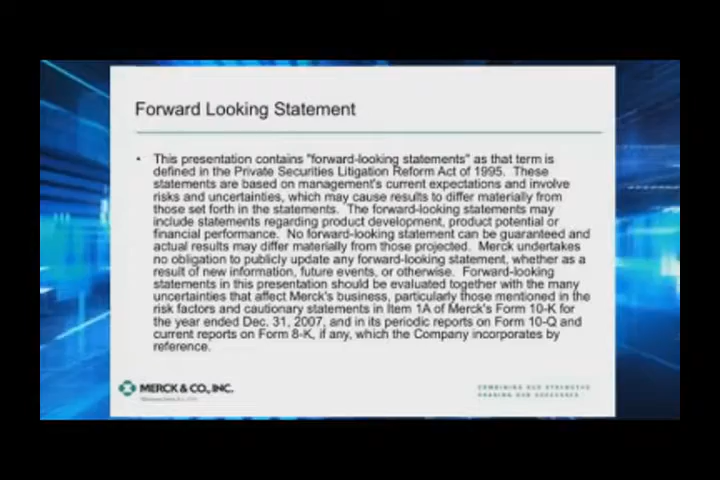 Forward Looking Statement
• This presentation contains "forward-looking statements" as that term is
defined in the Private Securities Litigation Reform Act of 1995. These
statements are based on management's current expectations and involve
risks and uncertainties, which may cause results to differ materially from
those set forth in the statements. The forward-looking statements may
include statements regarding product development, product potential or
financial performance. No forward-looking statement can be guaranteed and
actual results may differ materially from those projected. Merck undertakes
no obligation to publicly update any forward-looking statement, whether as a
result of new information, future events, or otherwise. Forward-looking
statements in this presentation should be evaluated together with the many
uncertainties that affect Merck's business, particularly those mentioned in the
risk factors and cautionary statements in Item 1A of Merck's Form 10-K for
the year ended Dec. 31, 2007, and in its periodic reports on Form 10-Q and
current reports on Form 8-K, if any, which the Company incorporates by
reference.
MERCK & CO., INC.
COMBINING OUR STRENGTHS
SHARING OUR SUCCESSES